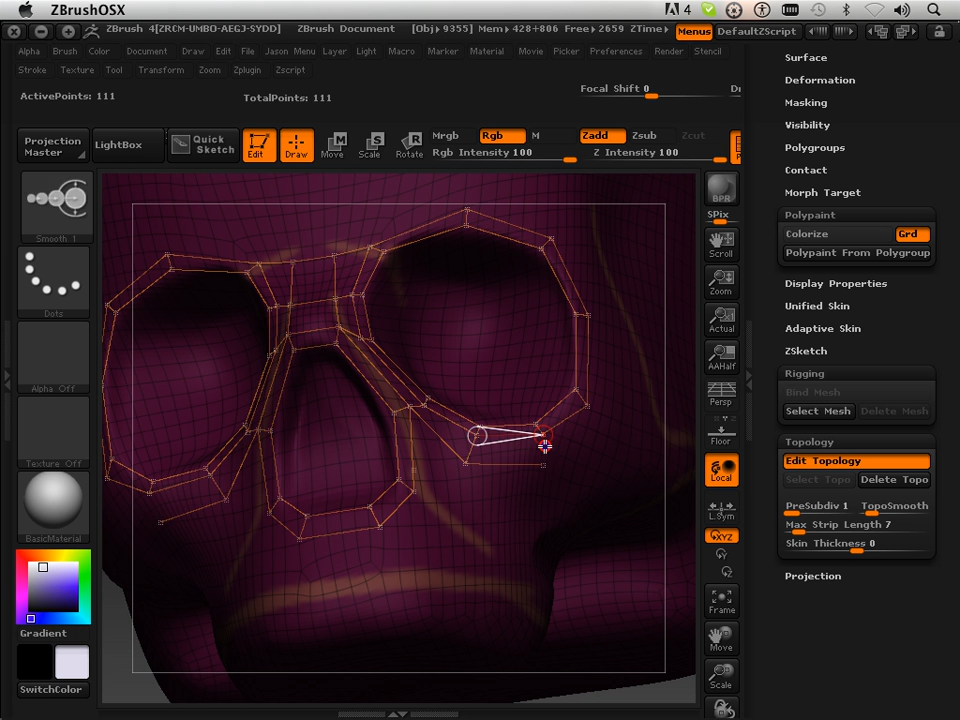 ZBrushOSX
4
ZBrush 4[ZRCM-UMBO-AEGJ-SYDD]
ZBrush Document
[Obj▸9355] Mem▸428+806 Free▸2659 ZTime▸
Menus
DefaultZScript
Alpha Brush Color Document Draw Edit File Jason Menu Layer Light Macro Marker Material Movie Picker Preferences Render Stencil
Stroke Texture Tool Transform Zoom Zplugin Zscript
ActivePoints: 111
TotalPoints: 111
Focal Shift 0
Projection Master
LightBox
Quick Sketch
Edit
Draw
Move
Scale
Rotate
Mrgb Rgb M
Rgb Intensity 100
Zadd Zsub Zcut
Z Intensity 100
Smooth 1
Dots
Alpha Off
Texture Off
BasicMaterial
Gradient
SwitchColor
BPR
SPix
Scroll
Zoom
Actual
AAHalf
Persp
Floor
Local
L.Sym
XYZ
Y
Z
Frame
Move
Scale
Surface
Deformation
Masking
Visibility
Polygroups
Contact
Morph Target
Polypaint
Colorize Grd
Polypaint From Polygroup
Display Properties
Unified Skin
Adaptive Skin
ZSketch
Rigging
Bind Mesh
Select Mesh Delete Mesh
Topology
Edit Topology
Select Topo Delete Topo
PreSubdiv 1 TopoSmooth
Max Strip Length 7
Skin Thickness 0
Projection